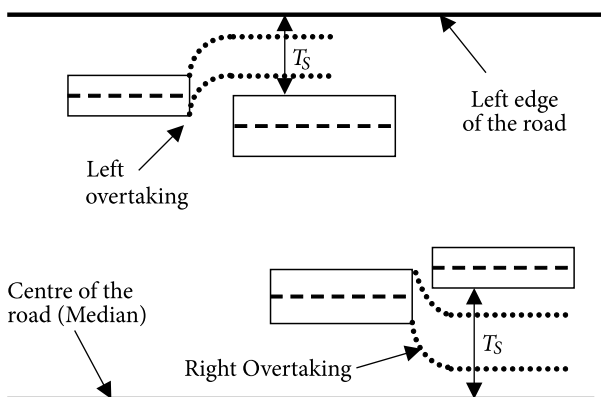 T_S
Left edge
of the road
Left
overtaking
Centre of the
road (Median)
T_S
Right Overtaking